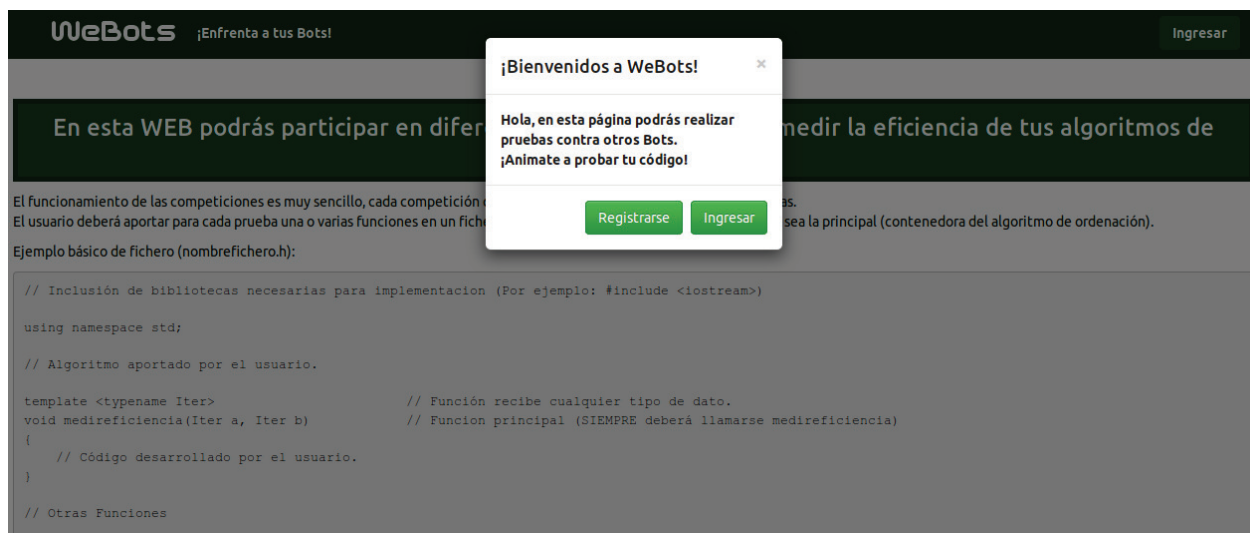 WeBots ¡Enfrenta a tus Bots! Ingresar
¡Bienvenidos a WeBots! ×
Hola, en esta página podrás realizar
pruebas contra otros Bots.
¡Animate a probar tu código!
Registrarse Ingresar
En esta WEB podrás participar en medir la eficiencia de tus algoritmos de
El funcionamiento de las competiciones es muy sencillo, cada competición
El usuario deberá aportar para cada prueba una o varias funciones en un sea la principal (contenedora del algoritmo de ordenación).
Ejemplo básico de fichero (nombrefichero.h):
// Inclusión de bibliotecas necesarias para implementacion (Por ejemplo: #include <iostream>)
using namespace std;
// Algoritmo aportado por el usuario.
template <typename Iter> // Función recibe cualquier tipo de dato.
void medireficiencia(Iter a, Iter b) // Funcion principal (SIEMPRE deberá llamarse medireficiencia)
{
// Código desarrollado por el usuario.
}
// Otras Funciones